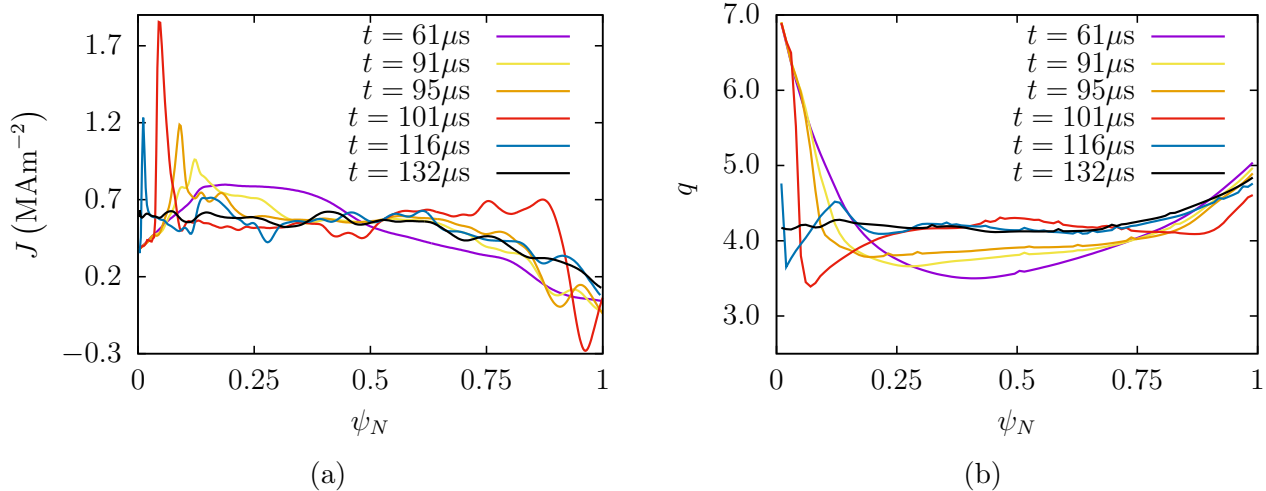 1.7
1.2
0.7
0.2
−0.3
J (MAm⁻²)
t = 61μs
t = 91μs
t = 95μs
t = 101μs
t = 116μs
t = 132μs
0 0.25 0.5 0.75 1
ψ_N
(a)
7.0
6.0
5.0
4.0
3.0
q
t = 61μs
t = 91μs
t = 95μs
t = 101μs
t = 116μs
t = 132μs
0 0.25 0.5 0.75 1
ψ_N
(b)